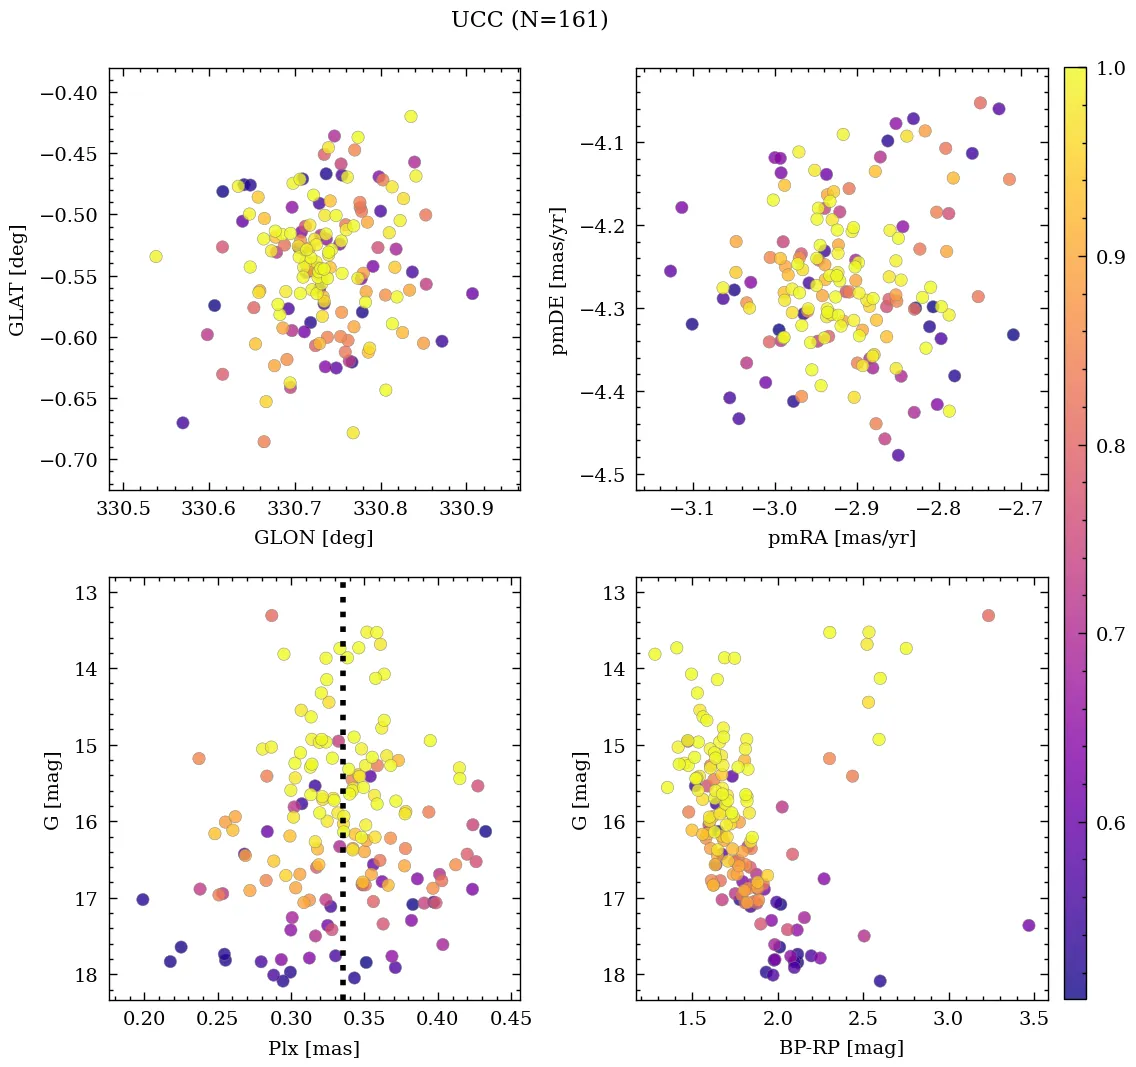 UCC (N=161)
−0.40
−0.45
−0.50
−0.55
−0.60
−0.65
−0.70
GLAT [deg]
330.5 330.6 330.7 330.8 330.9
GLON [deg]
−4.1
−4.2
−4.3
−4.4
−4.5
pmDE [mas/yr]
−3.1 −3.0 −2.9 −2.8 −2.7
pmRA [mas/yr]
1.0
0.9
0.8
0.7
0.6
13
14
15
16
17
18
G [mag]
0.20 0.25 0.30 0.35 0.40 0.45
Plx [mas]
13
14
15
16
17
18
G [mag]
1.5 2.0 2.5 3.0 3.5
BP-RP [mag]